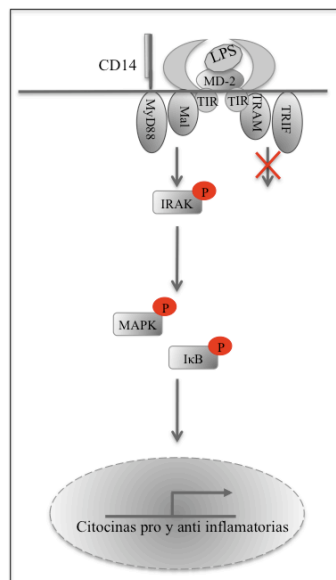 CD14
LPS
MD-2
MyD88
Mal
TIR
TIR
TRAM
TRIF
P
IRAK
P
MAPK
P
IκB
Citocinas pro y anti inflamatorias